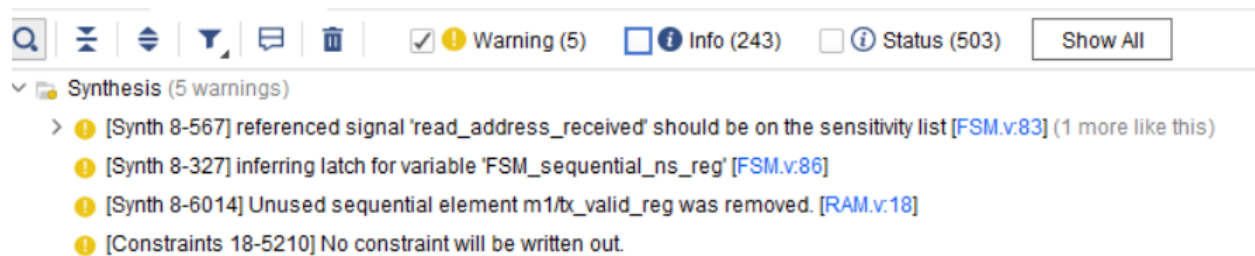 Warning (5) Info (243) Status (503) Show All
Synthesis (5 warnings)
[Synth 8-567] referenced signal 'read_address_received' should be on the sensitivity list [FSM.v:83] (1 more like this)
[Synth 8-327] inferring latch for variable 'FSM_sequential_ns_reg' [FSM.v:86]
[Synth 8-6014] Unused sequential element m1/tx_valid_reg was removed. [RAM.v:18]
[Constraints 18-5210] No constraint will be written out.